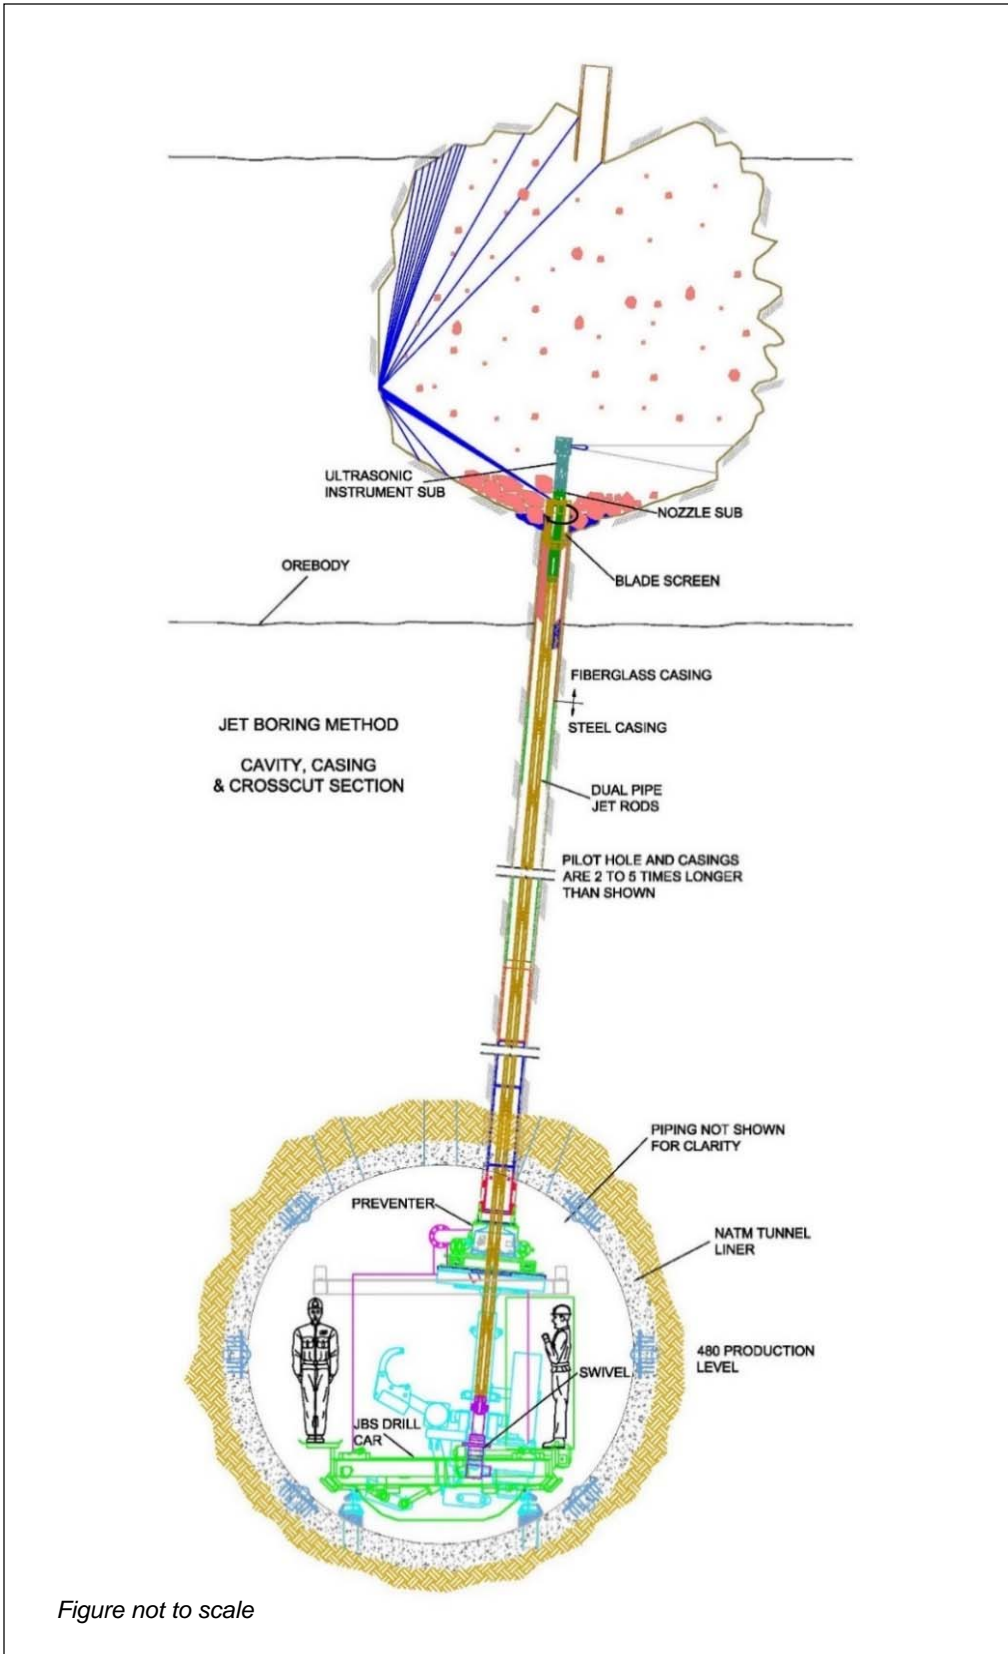 ULTRASONIC
INSTRUMENT SUB
NOZZLE SUB
OREBODY
BLADE SCREEN
FIBERGLASS CASING
STEEL CASING
JET BORING METHOD
CAVITY, CASING
& CROSSCUT SECTION
DUAL PIPE
JET RODS
PILOT HOLE AND CASINGS
ARE 2 TO 5 TIMES LONGER
THAN SHOWN
PIPING NOT SHOWN
FOR CLARITY
PREVENTER
NATM TUNNEL
LINER
480 PRODUCTION
LEVEL
SWIVEL
JBS DRILL
CAR
Figure not to scale